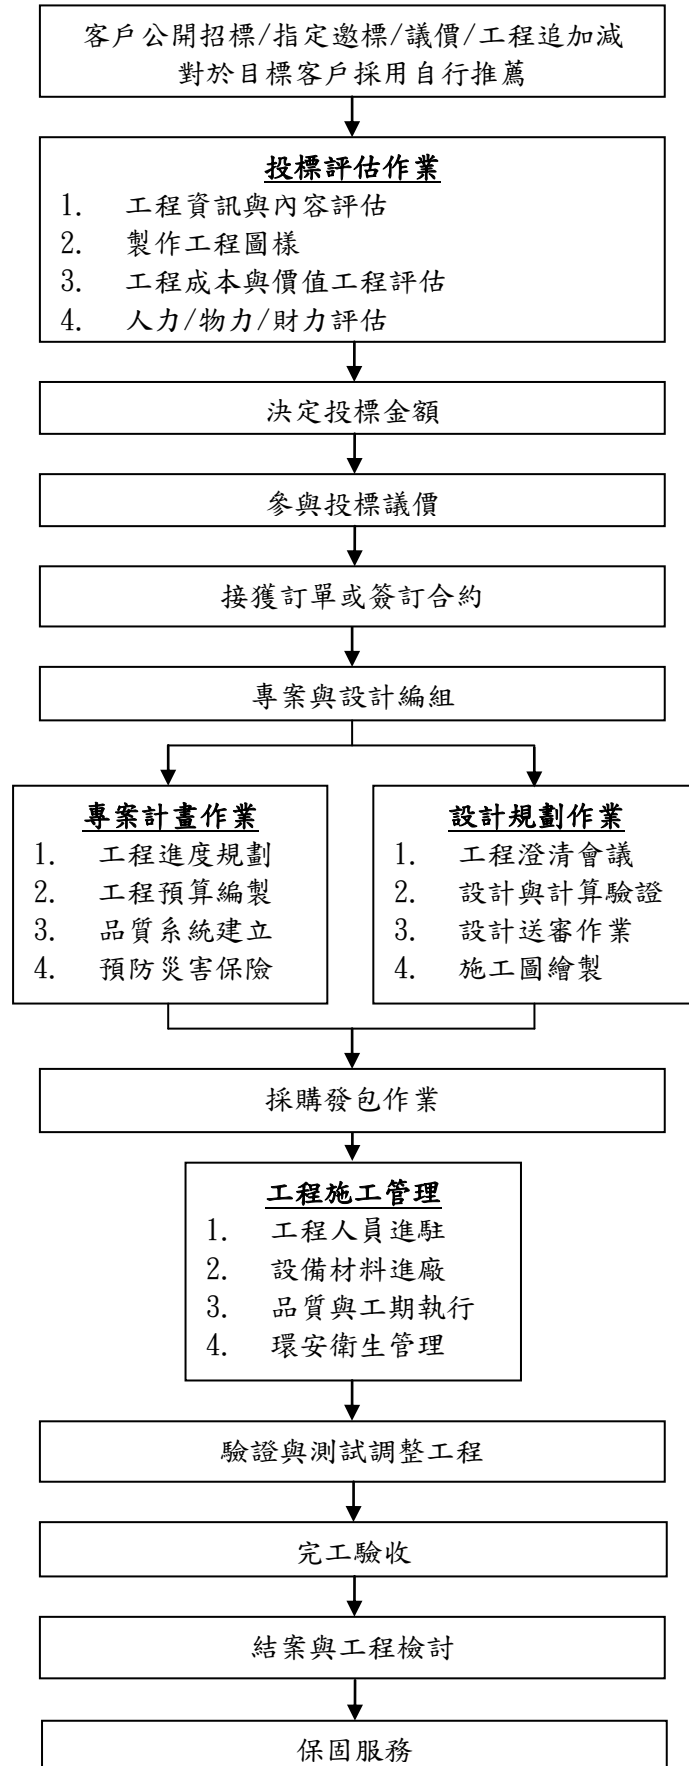 客戶公開招標/指定邀標/議價/工程追加減
對於目標客戶採用自行推薦
投標評估作業
1. 工程資訊與內容評估
2. 製作工程圖樣
3. 工程成本與價值工程評估
4. 人力/物力/財力評估
決定投標金額
參與投標議價
接獲訂單或簽訂合約
專案與設計編組
專案計畫作業
1. 工程進度規劃
2. 工程預算編製
3. 品質系統建立
4. 預防災害保險
設計規劃作業
1. 工程澄清會議
2. 設計與計算驗證
3. 設計送審作業
4. 施工圖繪製
採購發包作業
工程施工管理
1. 工程人員進駐
2. 設備材料進廠
3. 品質與工期執行
4. 環安衛生管理
驗證與測試調整工程
完工驗收
結案與工程檢討
保固服務